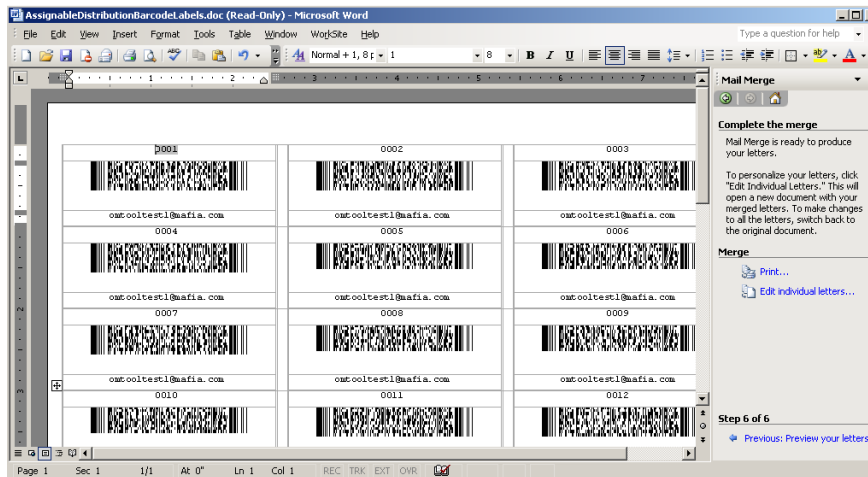 AssignableDistributionBarcodeLabels.doc (Read-Only) - Microsoft Word
File Edit View Insert Format Tools Table Window WorkSite Help Type a question for help
Normal + 1, 8 p 1 8 B I U
L 1 2 3 4 5 6 7
Mail Merge
Complete the merge
Mail Merge is ready to produce
your letters.
To personalize your letters, click
"Edit Individual Letters." This will
open a new document with your
merged letters. To make changes
to all the letters, switch back to
the original document.
Merge
Print...
Edit individual letters...
Step 6 of 6
Previous: Preview your letters
0001 0002 0003
omtooltest1@mafia.com omtooltest1@mafia.com omtooltest1@mafia.com
0004 0005 0006
omtooltest1@mafia.com omtooltest1@mafia.com omtooltest1@mafia.com
0007 0008 0009
omtooltest1@mafia.com omtooltest1@mafia.com omtooltest1@mafia.com
0010 0011 0012
Page 1 Sec 1 1/1 At 0" Ln 1 Col 1 REC TRK EXT OVR